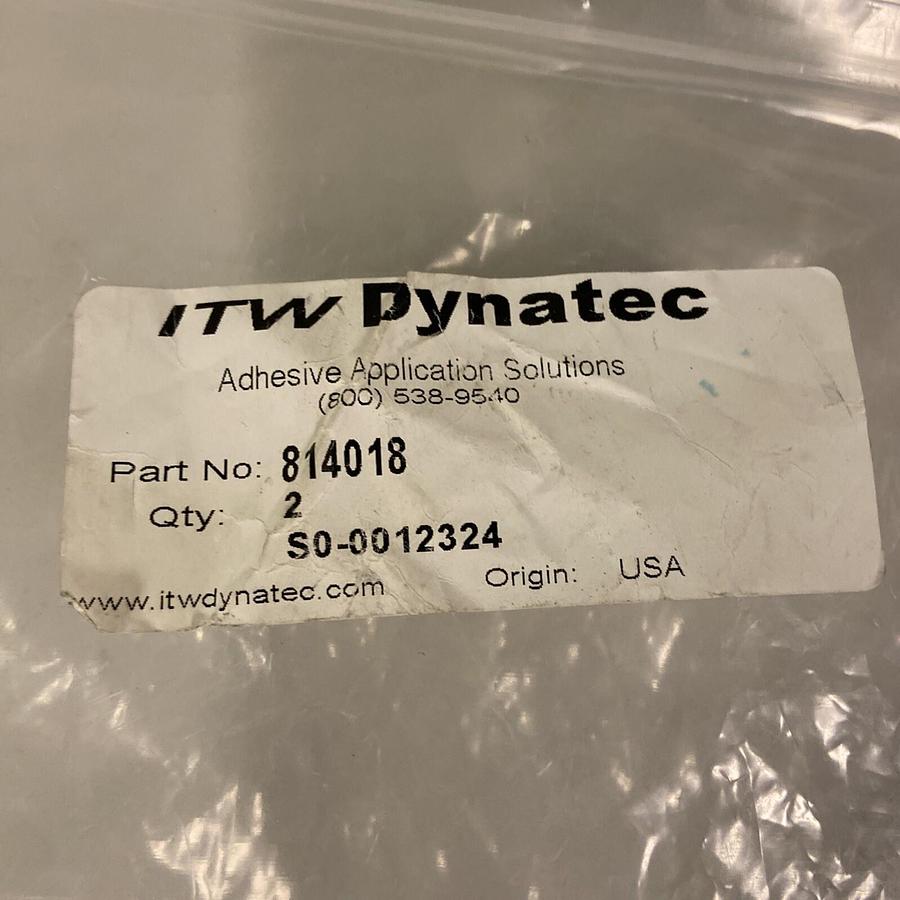 ITW Dynatec
Adhesive Application Solutions
(800) 538-9540
Part No: 814018
Qty: 2
S0-0012324
www.itwdynatec.com Origin: USA